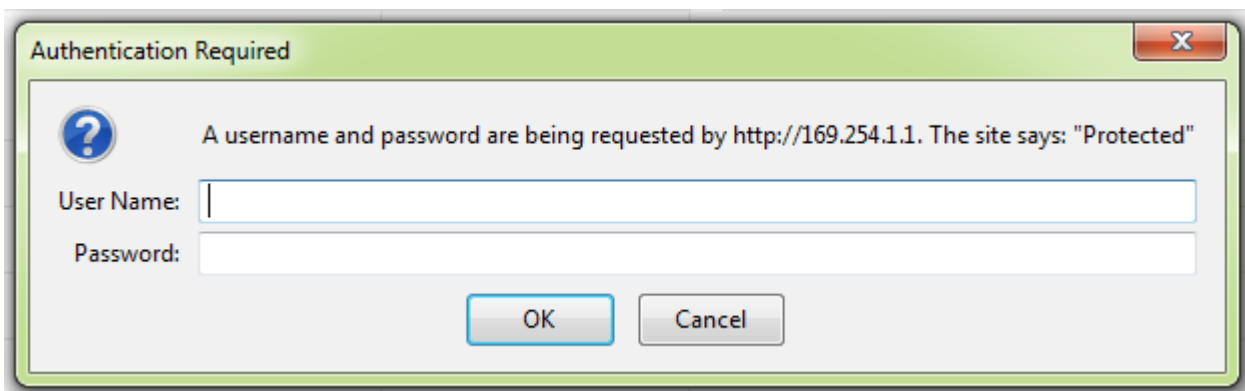 Authentication Required
A username and password are being requested by http://169.254.1.1. The site says: "Protected"
User Name:
Password:
OK Cancel